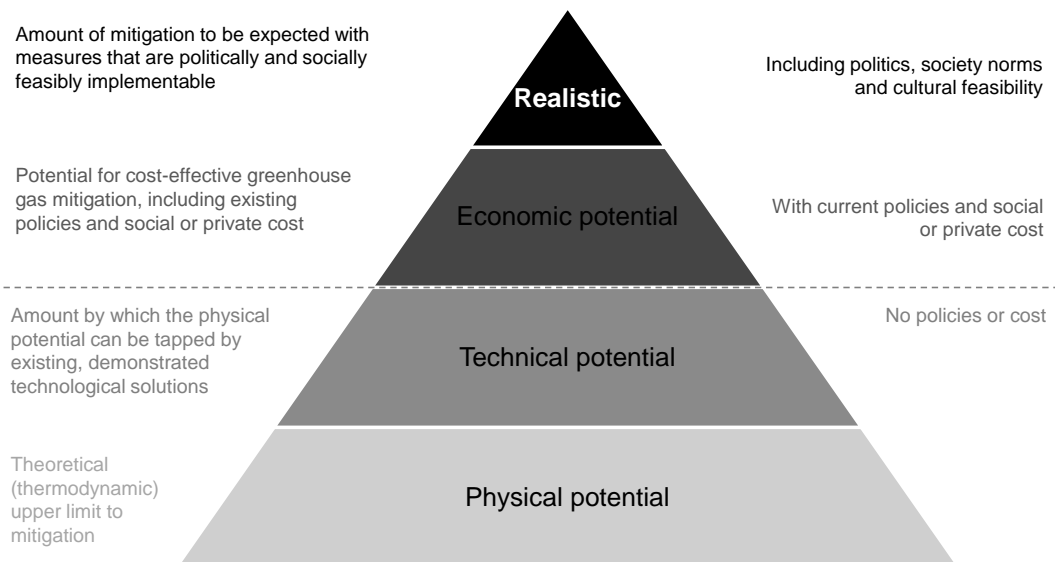 Amount of mitigation to be expected with
measures that are politically and socially
feasibly implementable
Realistic
Including politics, society norms
and cultural feasibility
Potential for cost-effective greenhouse
gas mitigation, including existing
policies and social or private cost
Economic potential
With current policies and social
or private cost
Amount by which the physical
potential can be tapped by
existing, demonstrated
technological solutions
Technical potential
No policies or cost
Theoretical
(thermodynamic)
upper limit to
mitigation
Physical potential